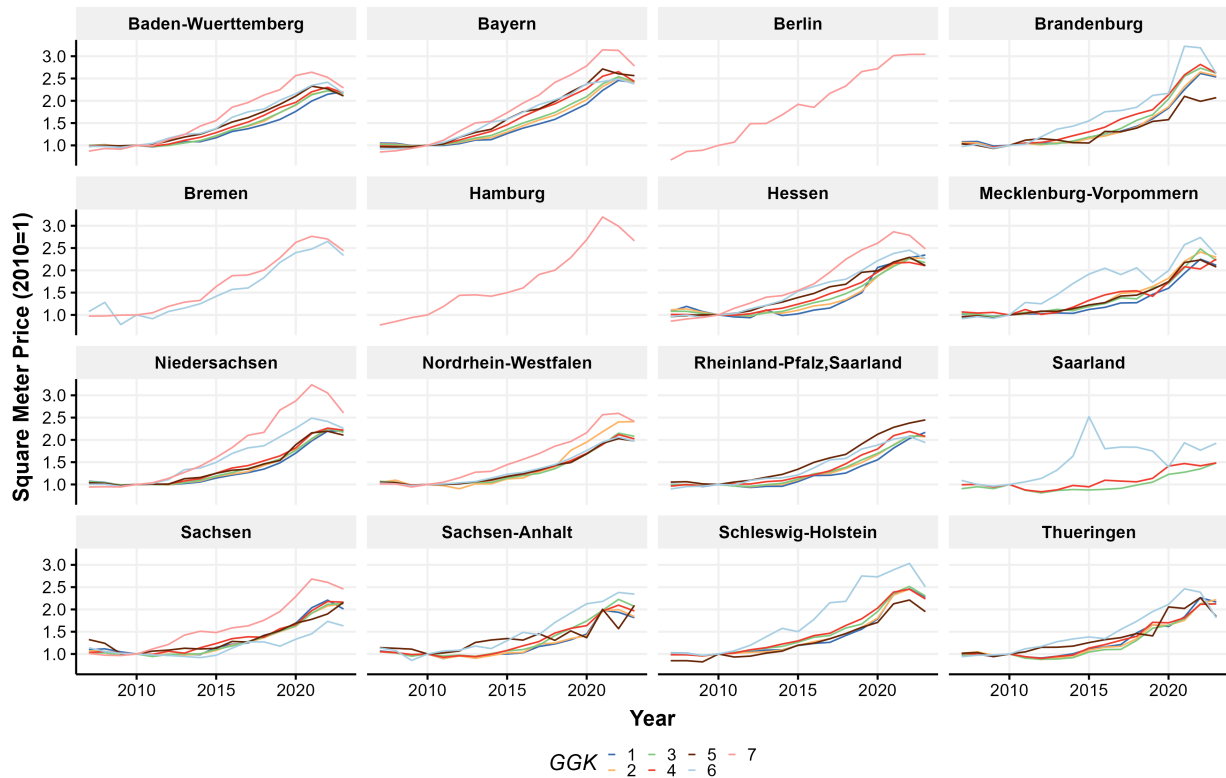 Baden-Wuerttemberg Bayern Berlin Brandenburg
3.0
2.5
2.0
1.5
1.0
Bremen Hamburg Hessen Mecklenburg-Vorpommern
3.0
2.5
2.0
1.5
1.0
Niedersachsen Nordrhein-Westfalen Rheinland-Pfalz,Saarland Saarland
3.0
2.5
2.0
1.5
1.0
Sachsen Sachsen-Anhalt Schleswig-Holstein Thueringen
3.0
2.5
2.0
1.5
1.0
Square Meter Price (2010=1)
2010 2015 2020 2010 2015 2020 2010 2015 2020 2010 2015 2020
Year
GGK
1 3 5 7
2 4 6